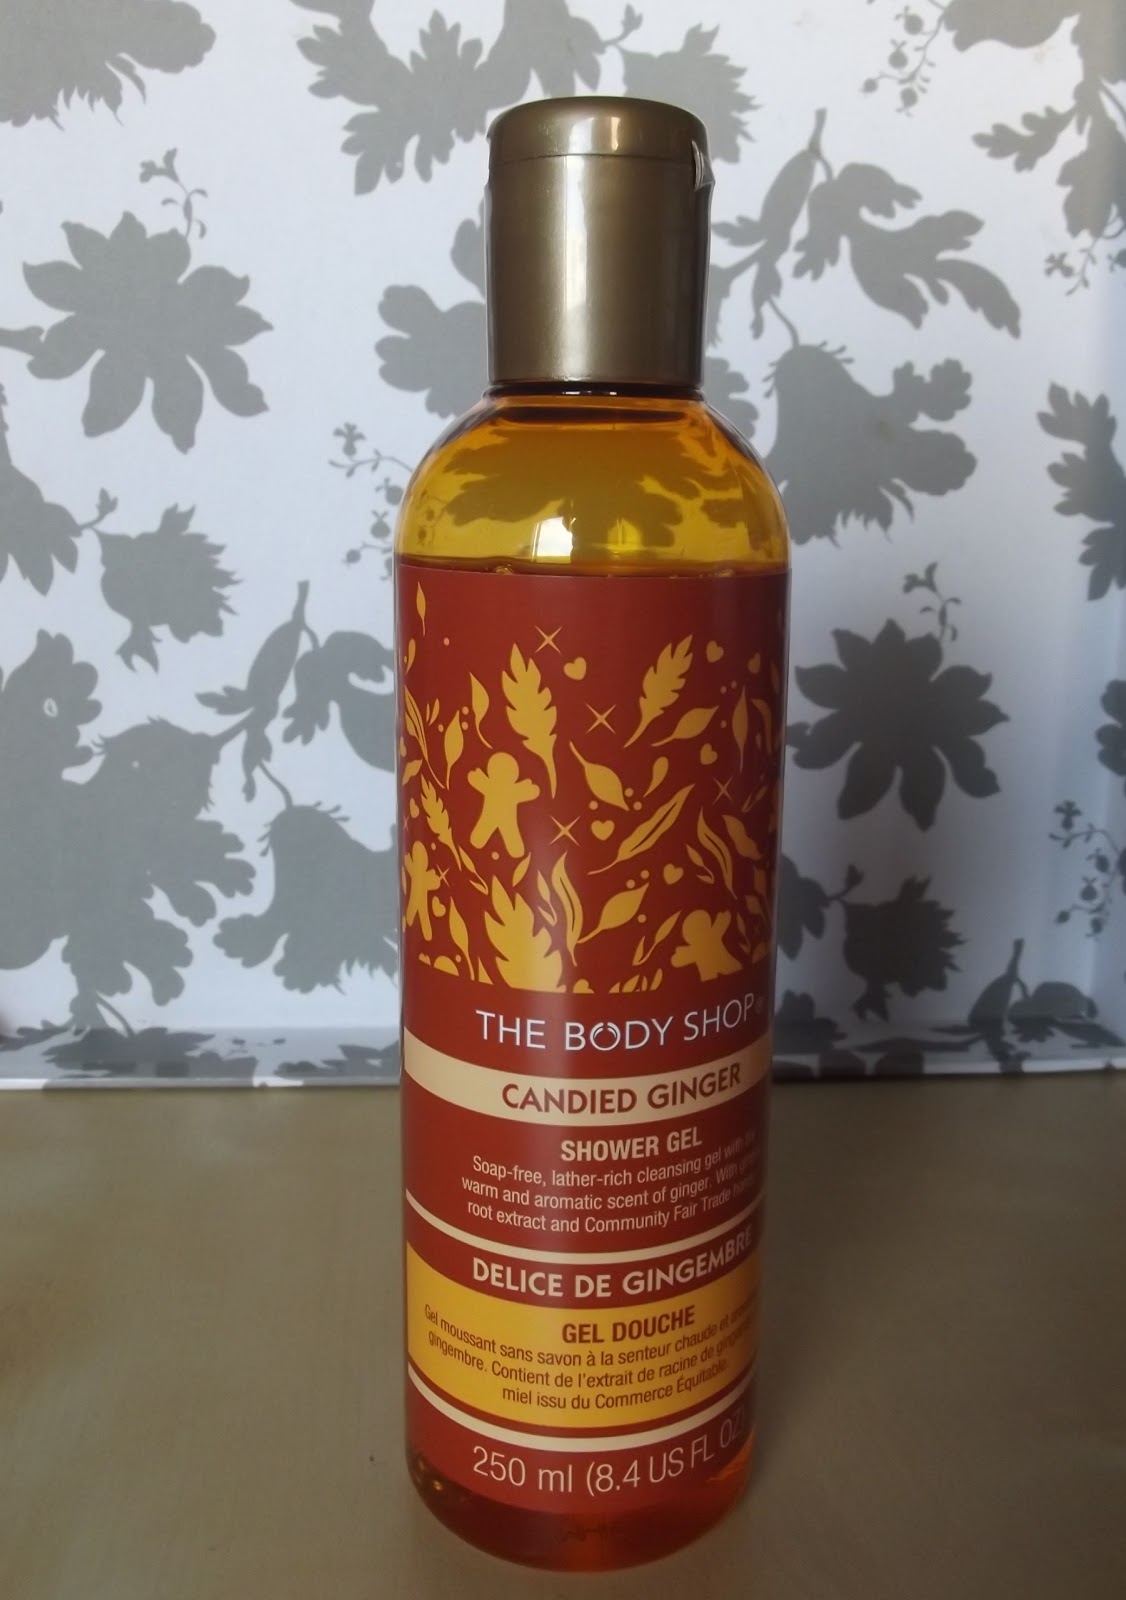 THE BODY SHOP
CANDIED GINGER
SHOWER GEL
Soap-free, lather-rich cleansing gel with the
warm and aromatic scent of ginger. With
root extract and Community Fair Trade
DELICE DE GINGEMBRE
GEL DOUCHE
Gel moussant sans savon à la senteur chaude et
gingembre. Contient de l'extrait de racine de
miel issu du Commerce Équitable.
250 ml (8.4 US FL OZ)